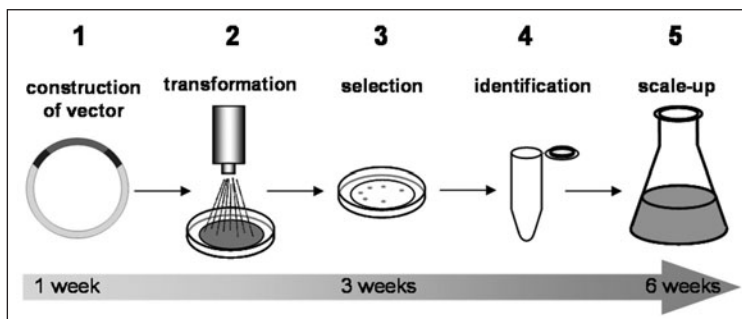 1 2 3 4 5
construction of vector
transformation
selection
identification
scale-up
1 week 3 weeks 6 weeks